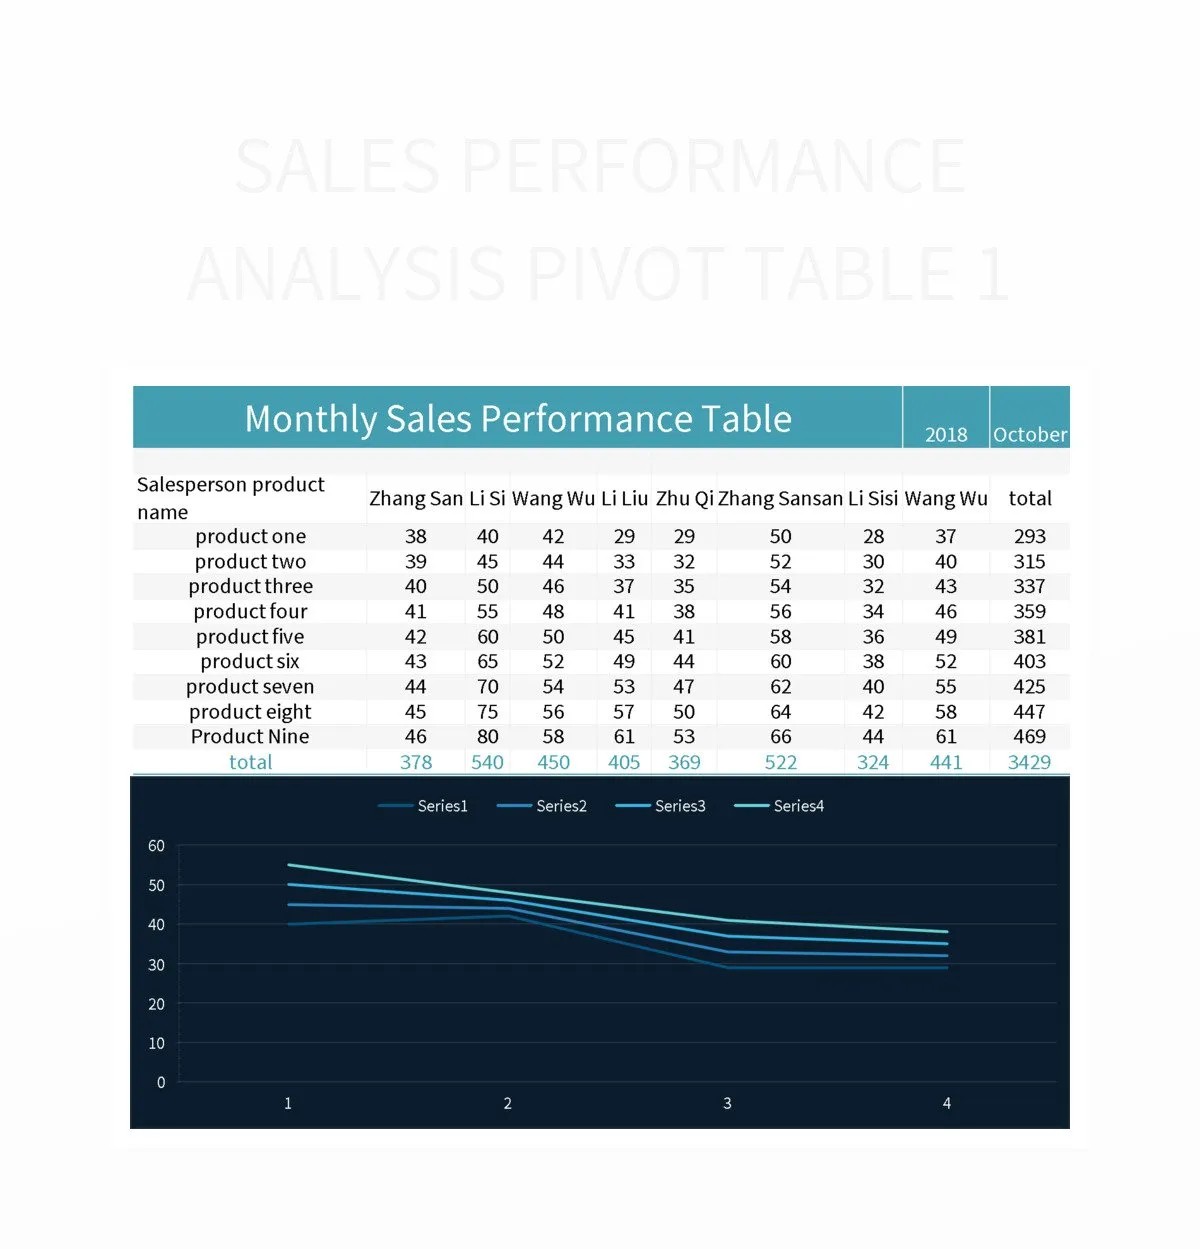 SALES PERFORMANCE
ANALYSIS PIVOT TABLE 1
Monthly Sales Performance Table 2018 October
Salesperson product name Zhang San Li Si Wang Wu Li Liu Zhu Qi Zhang Sansan Li Sisi Wang Wu total
product one 38 40 42 29 29 50 28 37 293
product two 39 45 44 33 32 52 30 40 315
product three 40 50 46 37 35 54 32 43 337
product four 41 55 48 41 38 56 34 46 359
product five 42 60 50 45 41 58 36 49 381
product six 43 65 52 49 44 60 38 52 403
product seven 44 70 54 53 47 62 40 55 425
product eight 45 75 56 57 50 64 42 58 447
Product Nine 46 80 58 61 53 66 44 61 469
total 378 540 450 405 369 522 324 441 3429
Series1 Series2 Series3 Series4
60
50
40
30
20
10
0
1 2 3 4